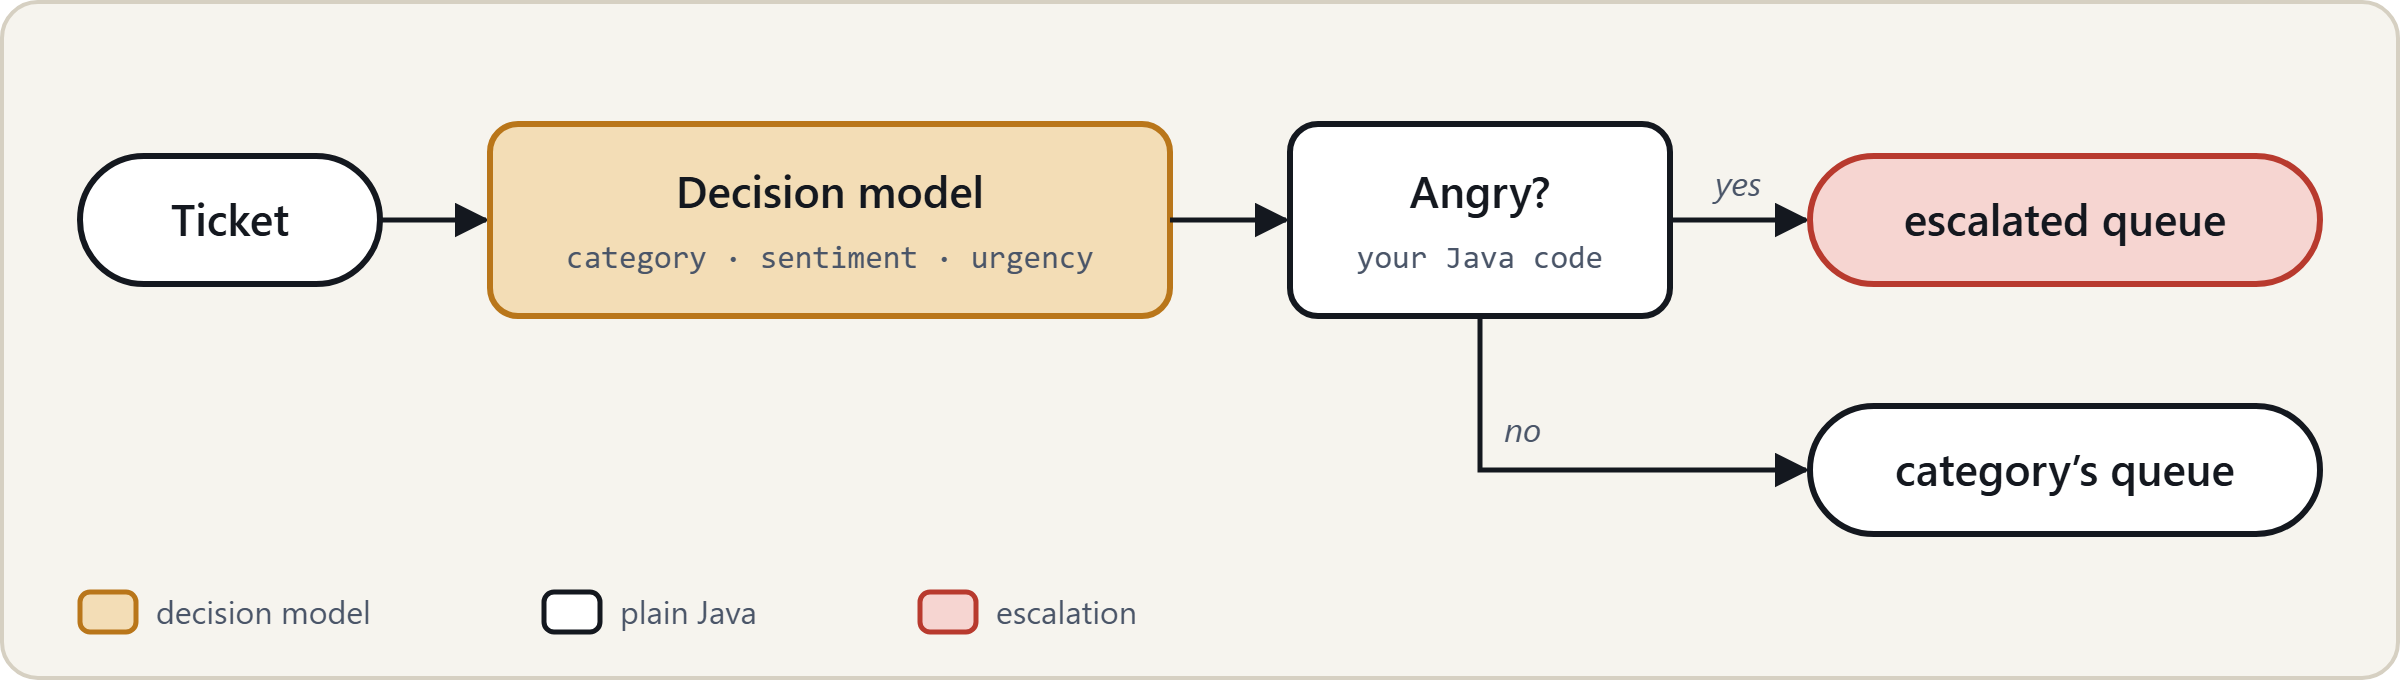 Ticket
Decision model
category · sentiment · urgency
Angry?
your Java code
yes
escalated queue
no
category’s queue
decision model
plain Java
escalation